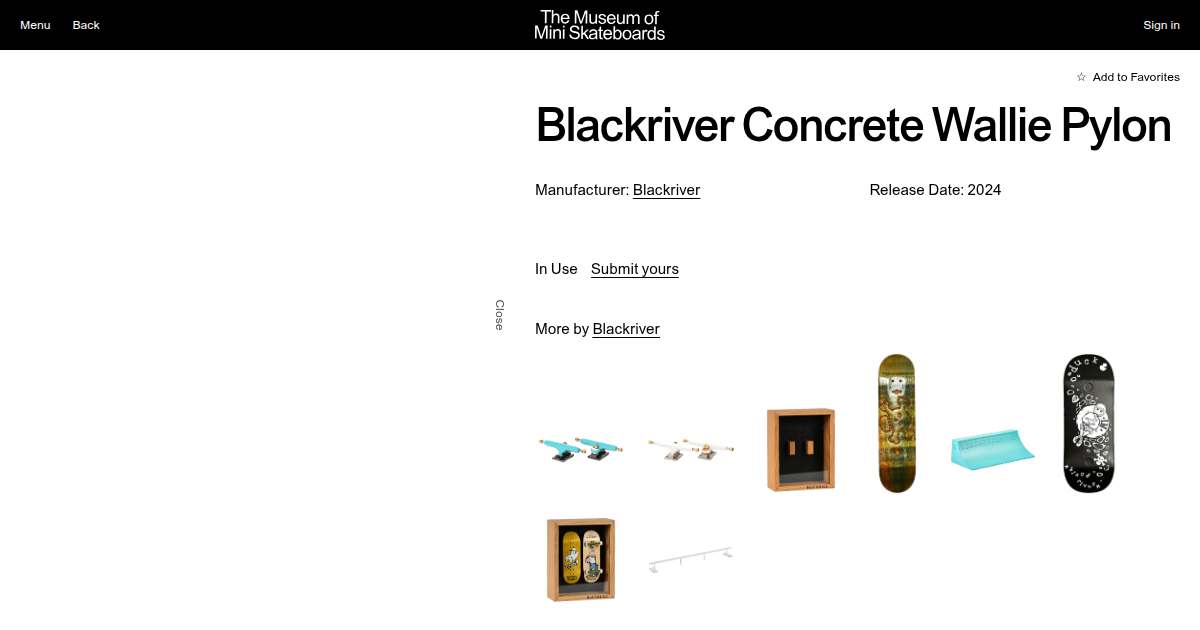 Menu
Back
The Museum of
Mini Skateboards
Sign in
☆ Add to Favorites
Blackriver Concrete Wallie Pylon
Manufacturer: Blackriver
Release Date: 2024
In Use Submit yours
Close
More by Blackriver